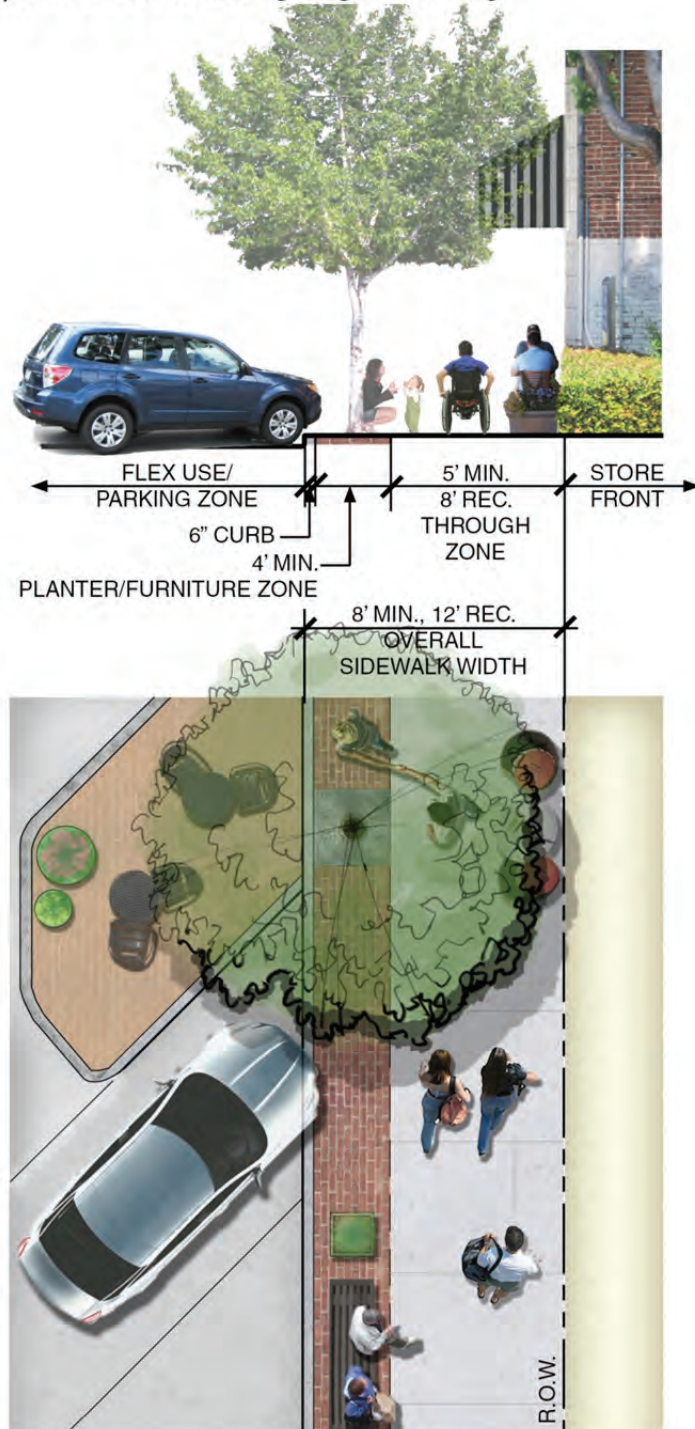 FLEX USE/
PARKING ZONE
5' MIN.
8' REC.
THROUGH
ZONE
STORE
FRONT
6" CURB
4' MIN.
PLANTER/FURNITURE ZONE
8' MIN., 12' REC.
OVERALL
SIDEWALK WIDTH
R.O.W.